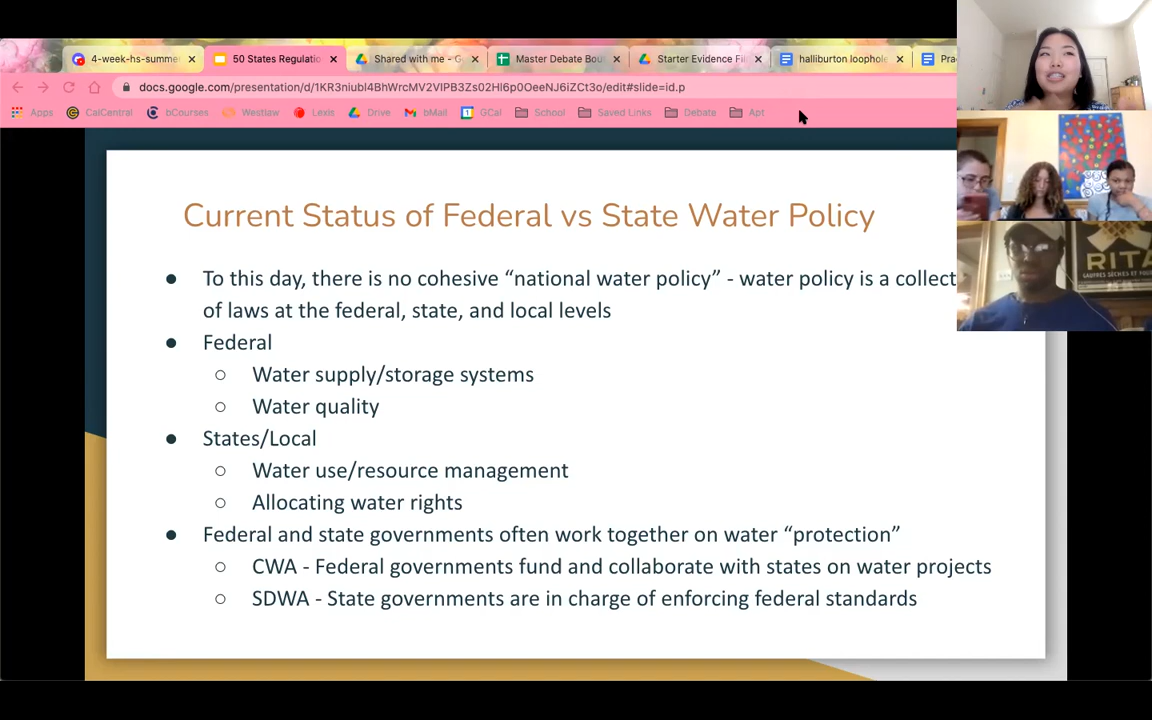 4-week-hs-summe
50 States Regulatio
Shared with me - G
Master Debate Bou
Starter Evidence Fi
halliburton loophole
Pra
docs.google.com/presentation/d/1KR3niubl4BhWrcMV2VIPB3Zs02Hl6p0OeeNJ6iZCt3o/edit#slide=id.p
Apps
CalCentral
bCourses
Westlaw
Lexis
Drive
bMail
GCal
School
Saved Links
Debate
Apt
Current Status of Federal vs State Water Policy
● To this day, there is no cohesive “national water policy” - water policy is a collect
of laws at the federal, state, and local levels
● Federal
○ Water supply/storage systems
○ Water quality
● States/Local
○ Water use/resource management
○ Allocating water rights
● Federal and state governments often work together on water “protection”
○ CWA - Federal governments fund and collaborate with states on water projects
○ SDWA - State governments are in charge of enforcing federal standards
RITA